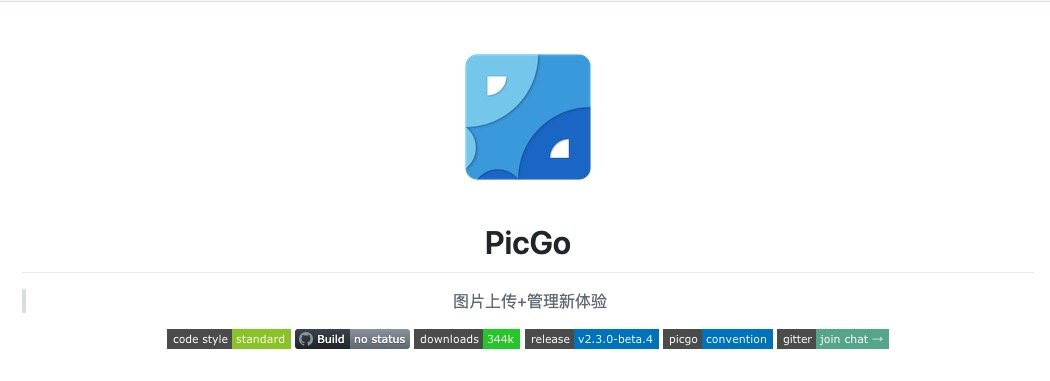 PicGo
图片上传+管理新体验
code style standard Build no status downloads 344k release v2.3.0-beta.4 picgo convention gitter join chat →